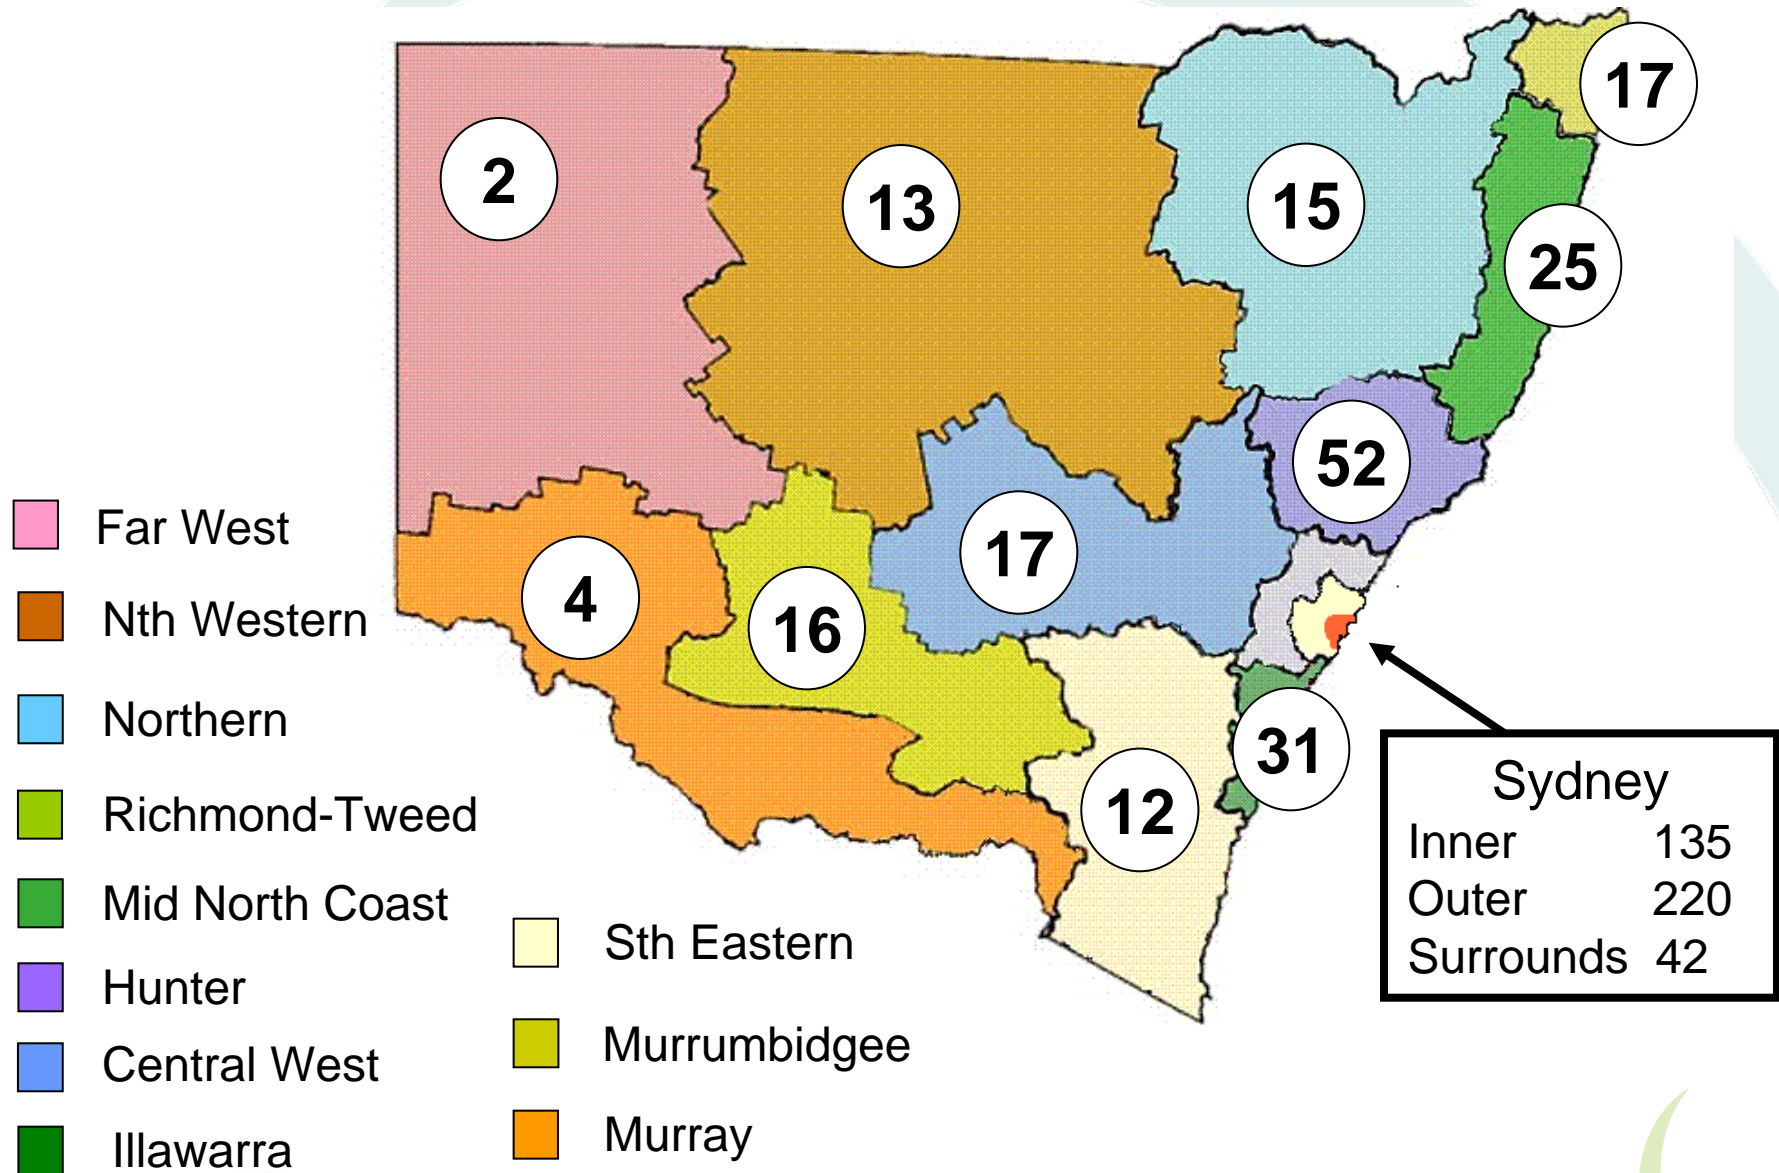 17
2
13
15
25
52
17
4
16
31
12
Far West
Nth Western
Northern
Richmond-Tweed
Mid North Coast
Hunter
Central West
Illawarra
Sth Eastern
Murrumbidgee
Murray
Sydney
Inner 135
Outer 220
Surrounds 42